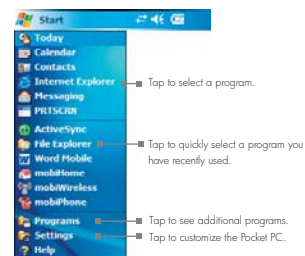 Start
Today
Calendar
Contacts
Internet Explorer
Tap to select a program.
Messaging
PRTSCRN
ActiveSync
File Explorer
Tap to quickly select a program you
have recently used.
Word Mobile
mobiHome
mobiWireless
mobiPhone
Programs
Tap to see additional programs.
Settings
Tap to customize the Pocket PC.
Help